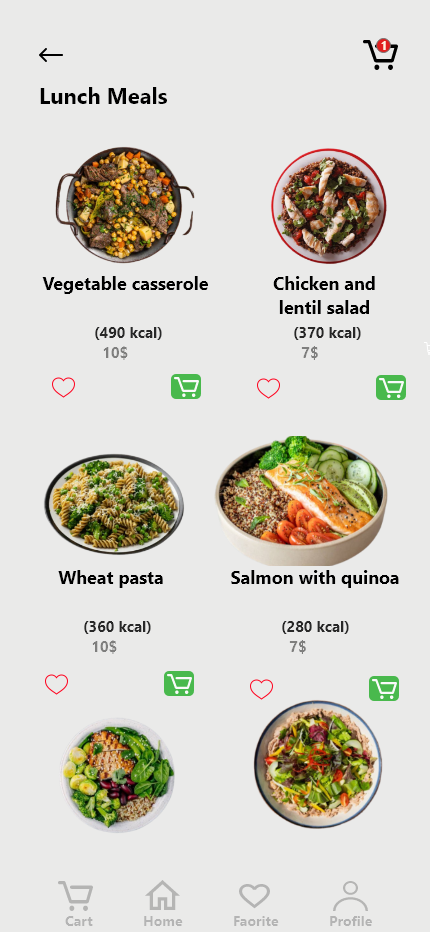 1
Lunch Meals
Vegetable casserole
(490 kcal)
10$
Chicken and
lentil salad
(370 kcal)
7$
Wheat pasta
(360 kcal)
10$
Salmon with quinoa
(280 kcal)
7$
Cart
Home
Faorite
Profile